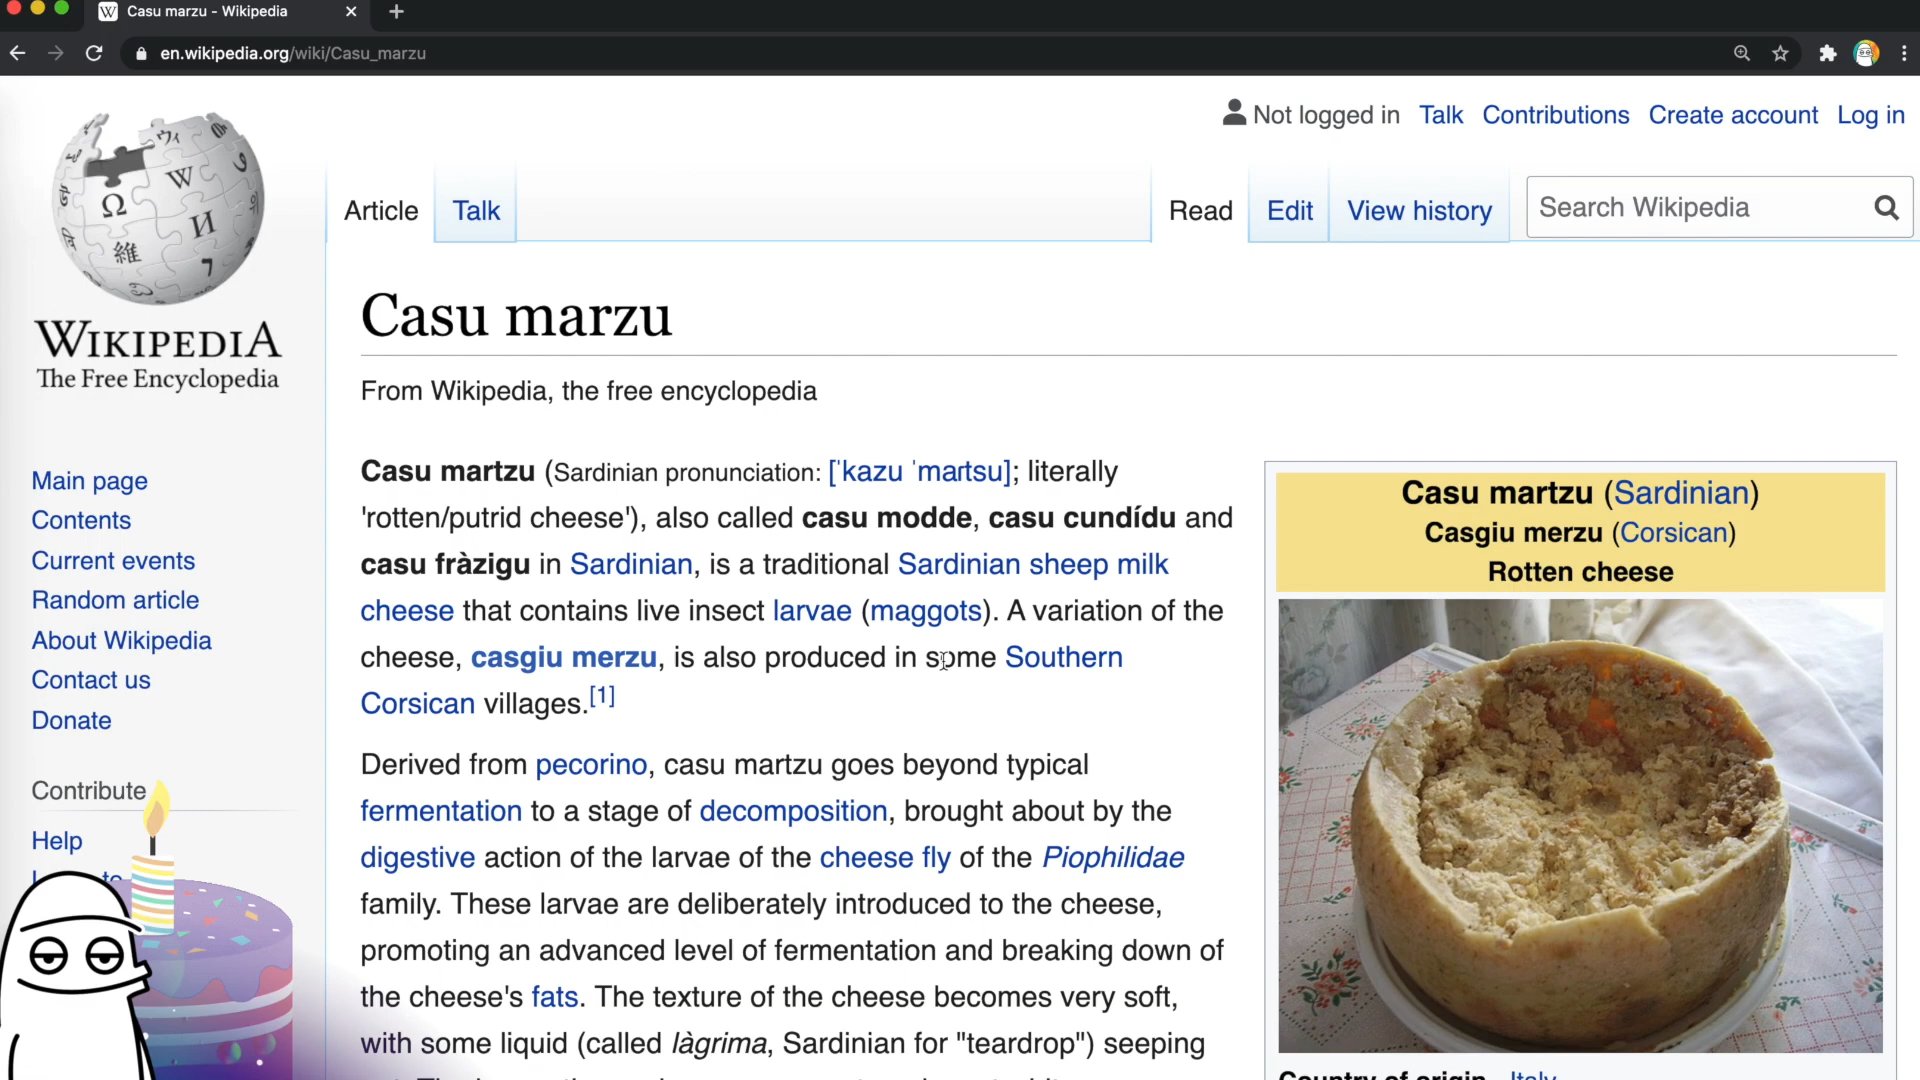 Casu marzu - Wikipedia
en.wikipedia.org/wiki/Casu_marzu
Not logged in Talk Contributions Create account Log in
Article Talk Read Edit View history Search Wikipedia
Ω W И 維 ウィ 7
WIKIPEDIA
The Free Encyclopedia
Main page
Contents
Current events
Random article
About Wikipedia
Contact us
Donate
Contribute
Help
Casu marzu
From Wikipedia, the free encyclopedia
Casu martzu (Sardinian pronunciation: [ˈkazu ˈmaɾtsu]; literally
'rotten/putrid cheese'), also called casu modde, casu cundídu and
casu fràzigu in Sardinian, is a traditional Sardinian sheep milk
cheese that contains live insect larvae (maggots). A variation of the
cheese, casgiu merzu, is also produced in some Southern
Corsican villages.[1]
Derived from pecorino, casu martzu goes beyond typical
fermentation to a stage of decomposition, brought about by the
digestive action of the larvae of the cheese fly of the Piophilidae
family. These larvae are deliberately introduced to the cheese,
promoting an advanced level of fermentation and breaking down of
the cheese's fats. The texture of the cheese becomes very soft,
with some liquid (called làgrima, Sardinian for "teardrop") seeping
Casu martzu (Sardinian)
Casgiu merzu (Corsican)
Rotten cheese
Country of origin Italy